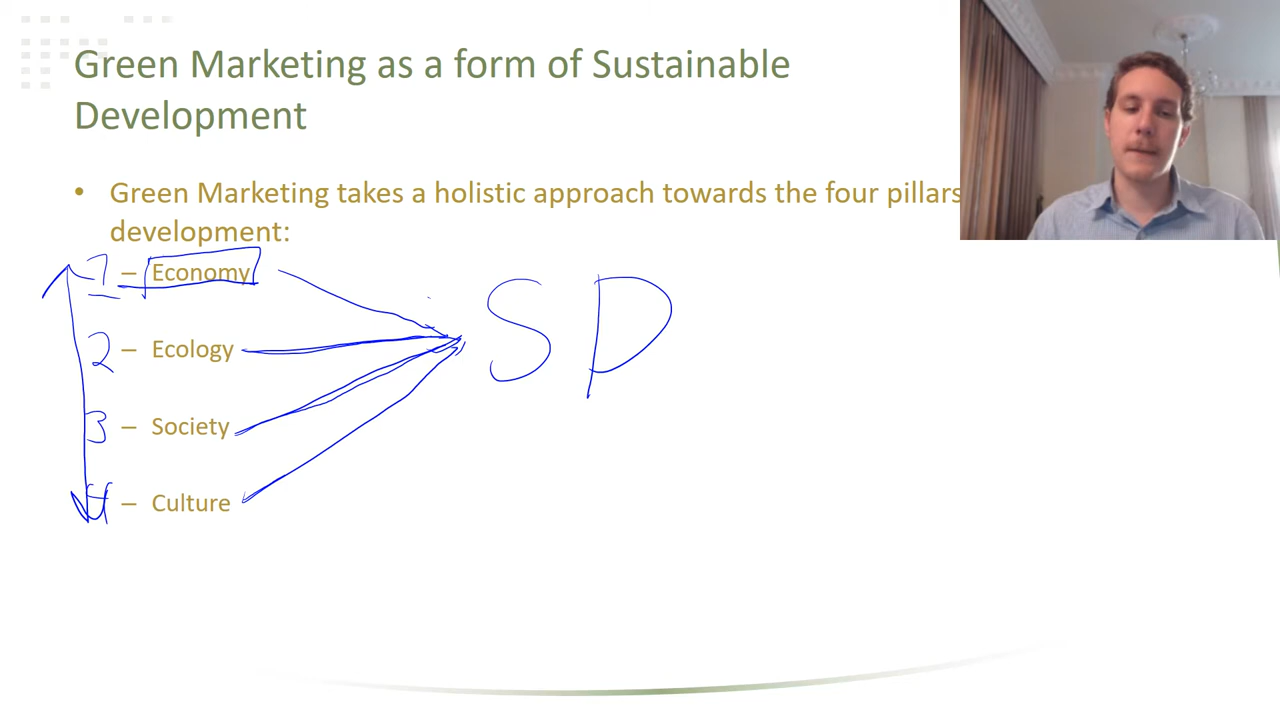 Green Marketing as a form of Sustainable
Development
• Green Marketing takes a holistic approach towards the four pillars
development:
1 – Economy
2 – Ecology
3 – Society
4 – Culture
S D